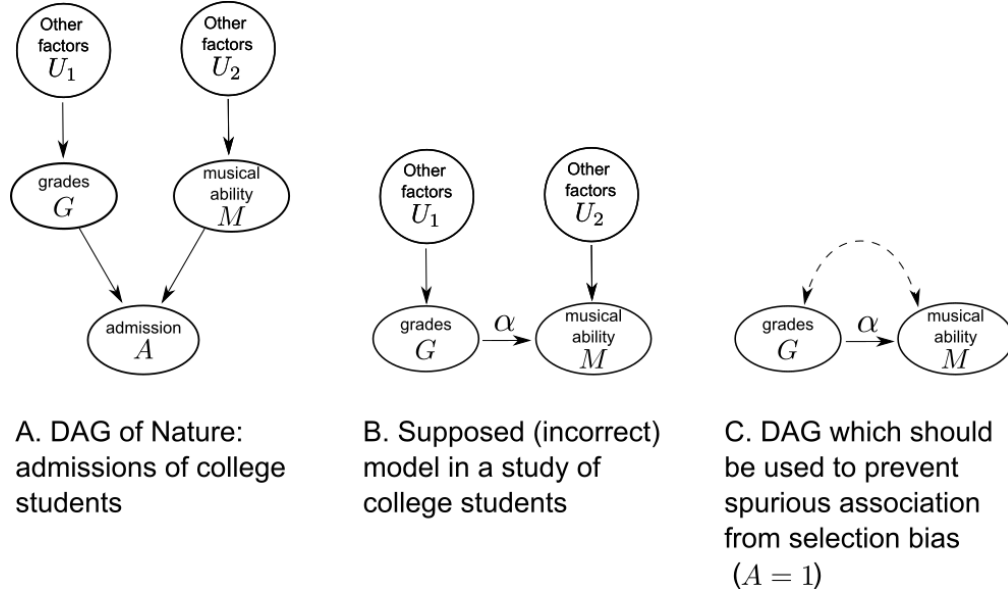 Other
factors
U₁
Other
factors
U₂
grades
G
musical
ability
M
admission
A
A. DAG of Nature:
admissions of college
students
Other
factors
U₁
Other
factors
U₂
grades
G
α
musical
ability
M
B. Supposed (incorrect)
model in a study of
college students
grades
G
α
musical
ability
M
C. DAG which should
be used to prevent
spurious association
from selection bias
(A = 1)